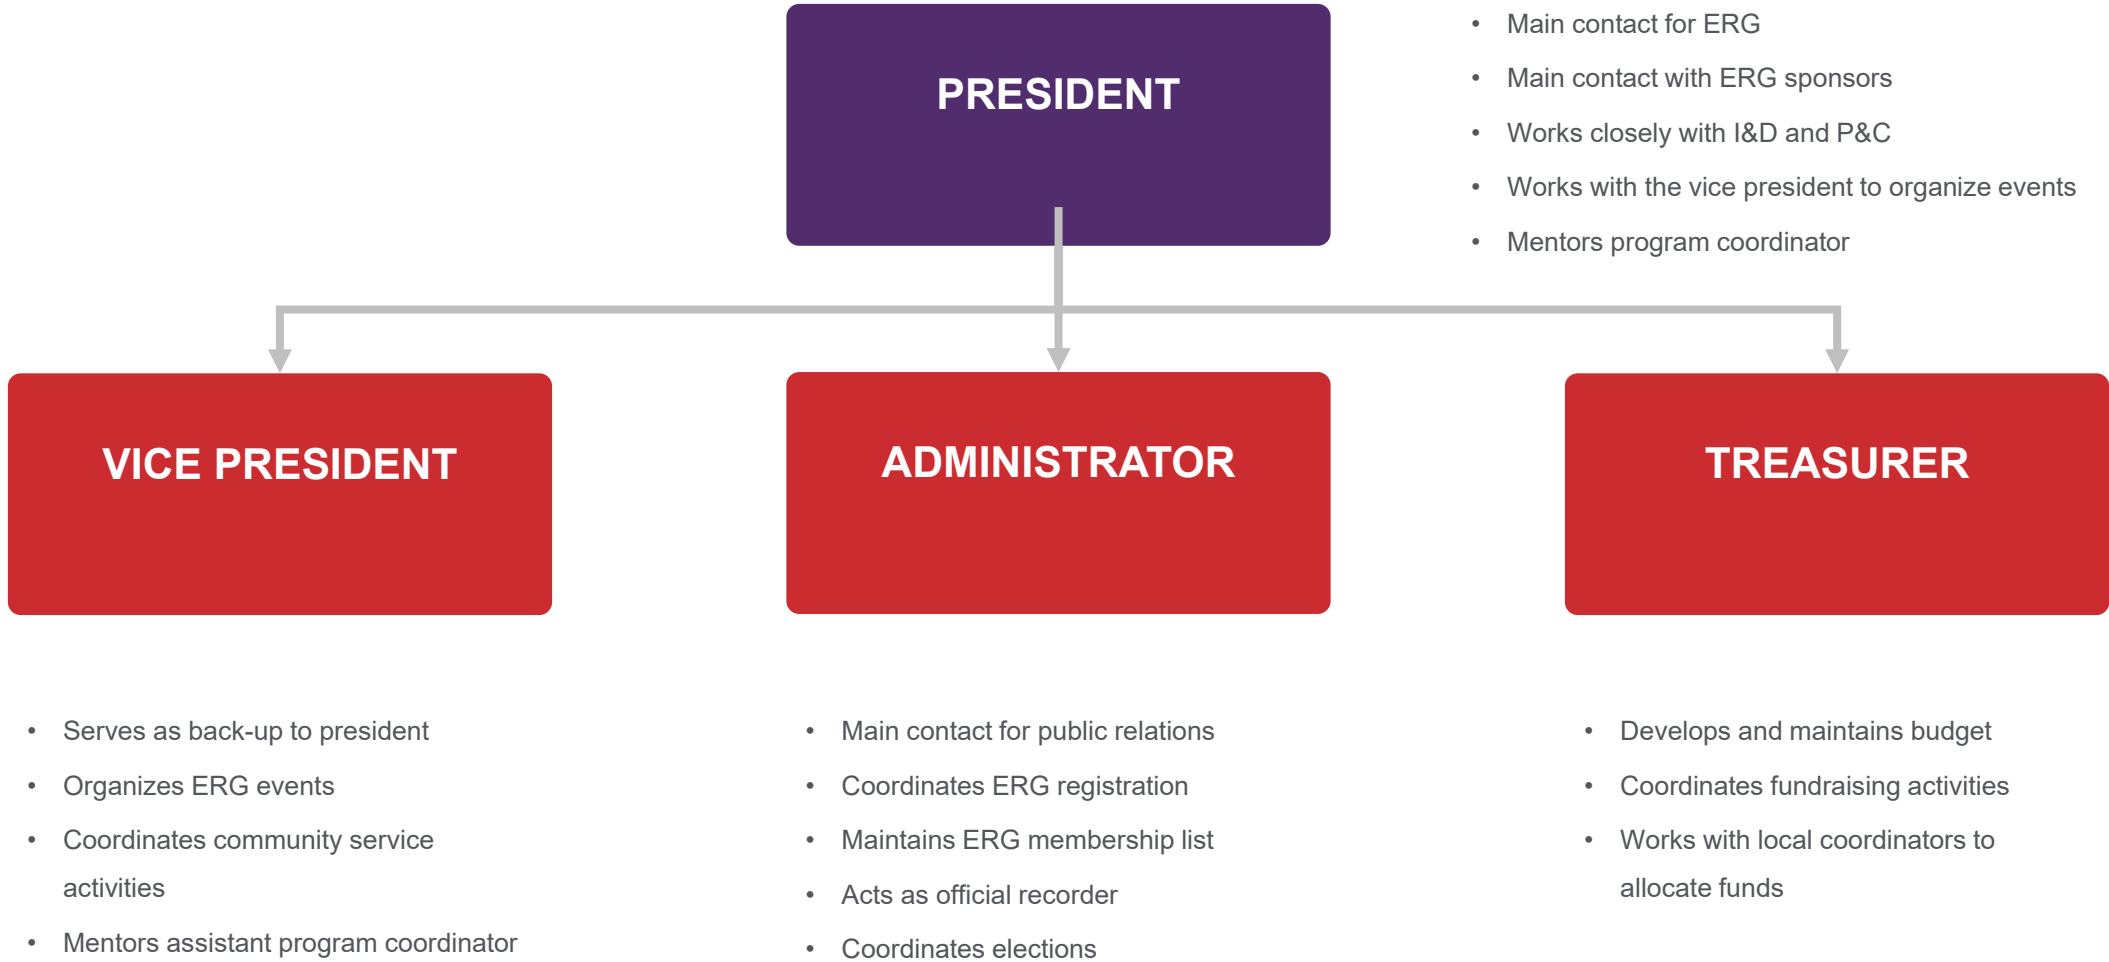 PRESIDENT
• Main contact for ERG
• Main contact with ERG sponsors
• Works closely with I&D and P&C
• Works with the vice president to organize events
• Mentors program coordinator
VICE PRESIDENT
ADMINISTRATOR
TREASURER
• Serves as back-up to president
• Organizes ERG events
• Coordinates community service
activities
• Mentors assistant program coordinator
• Main contact for public relations
• Coordinates ERG registration
• Maintains ERG membership list
• Acts as official recorder
• Coordinates elections
• Develops and maintains budget
• Coordinates fundraising activities
• Works with local coordinators to
allocate funds